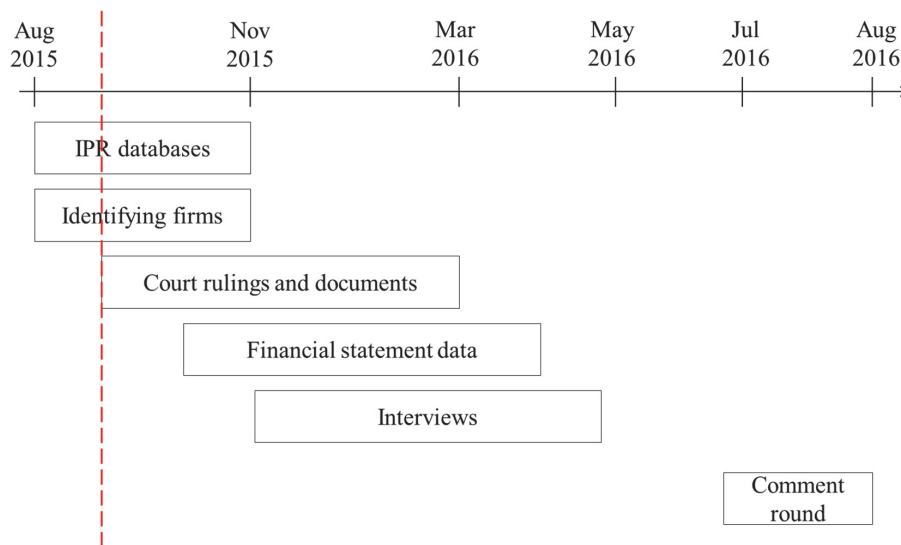 Aug Nov Mar May Jul Aug
2015 2015 2016 2016 2016 2016
IPR databases
Identifying firms
Court rulings and documents
Financial statement data
Interviews
Comment
round